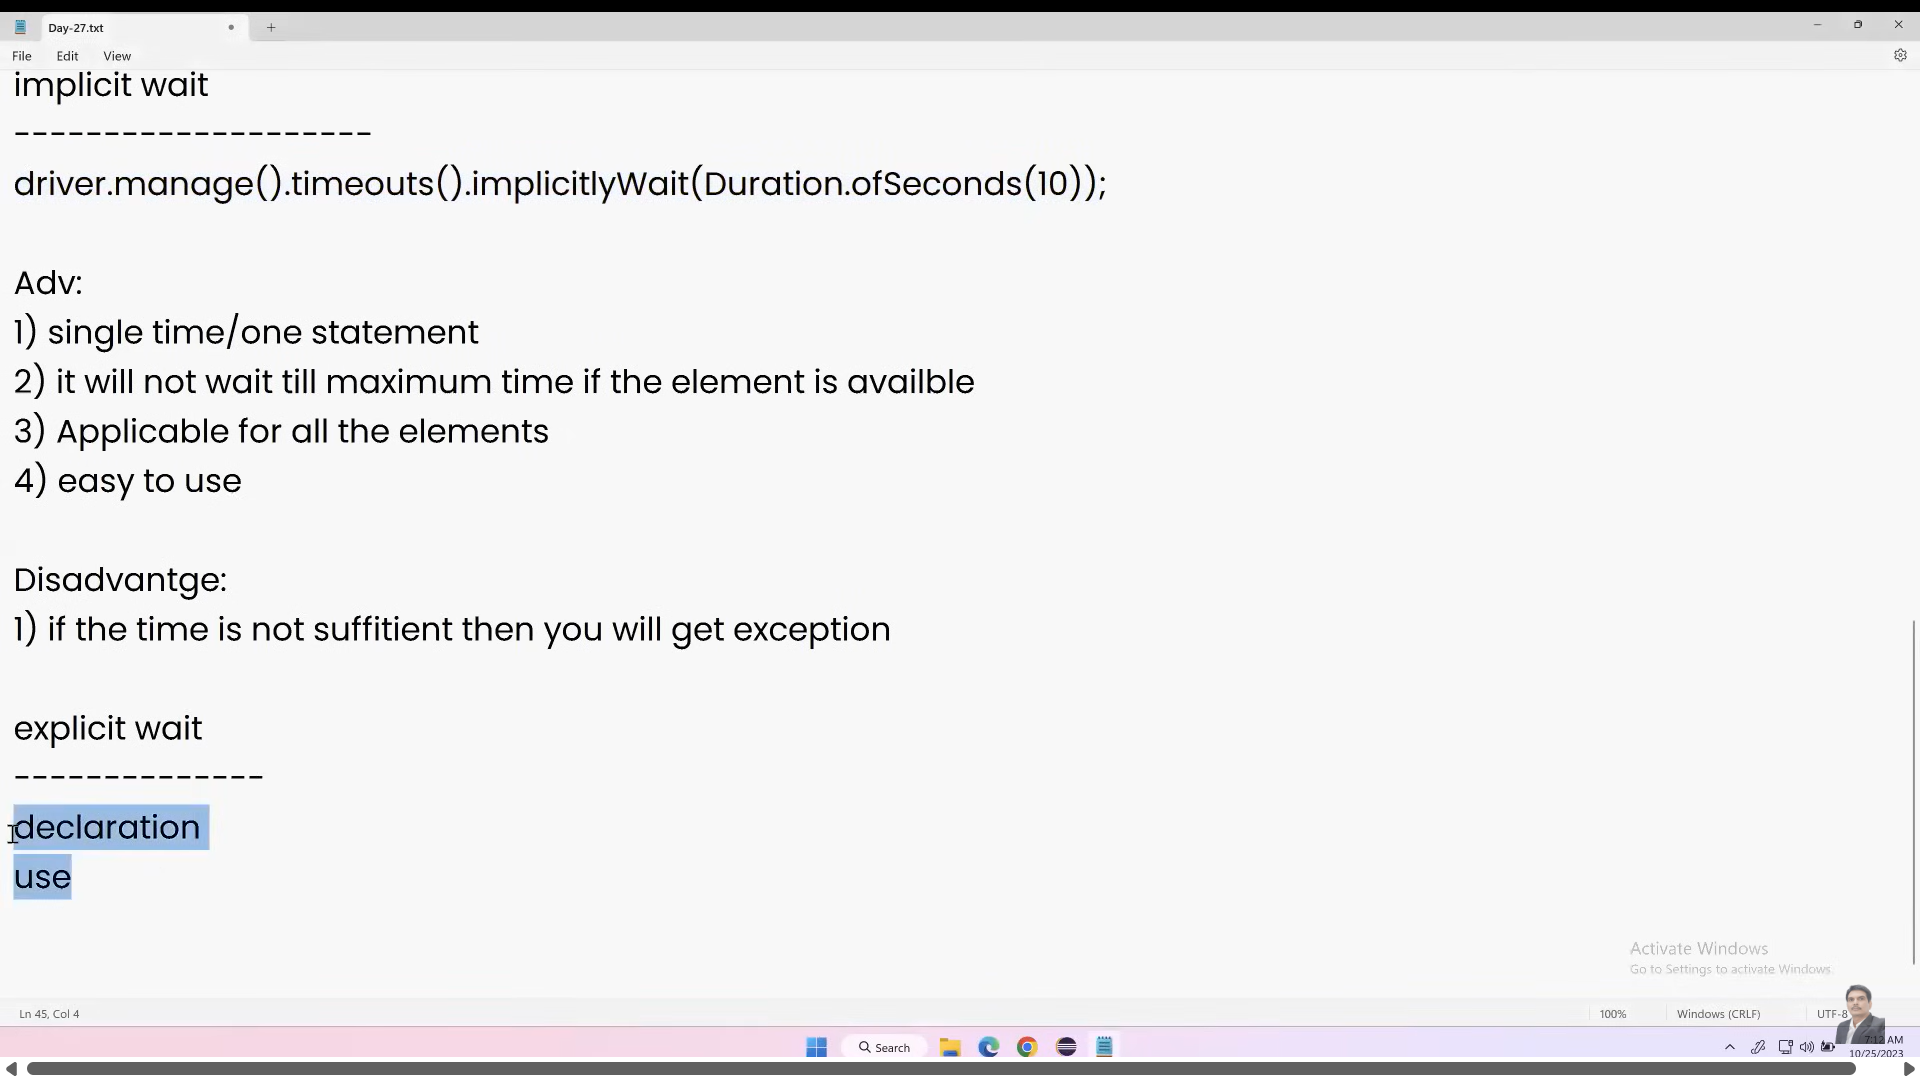 Day-27.txt
File Edit View
implicit wait
--------------------
driver.manage().timeouts().implicitlyWait(Duration.ofSeconds(10));
Adv:
1) single time/one statement
2) it will not wait till maximum time if the element is availble
3) Applicable for all the elements
4) easy to use
Disadvantge:
1) if the time is not suffitient then you will get exception
explicit wait
--------------
declaration
use
Activate Windows
Go to Settings to activate Windows.
Ln 45, Col 4 100% Windows (CRLF) UTF-8
Search
7:12 AM
10/25/2023